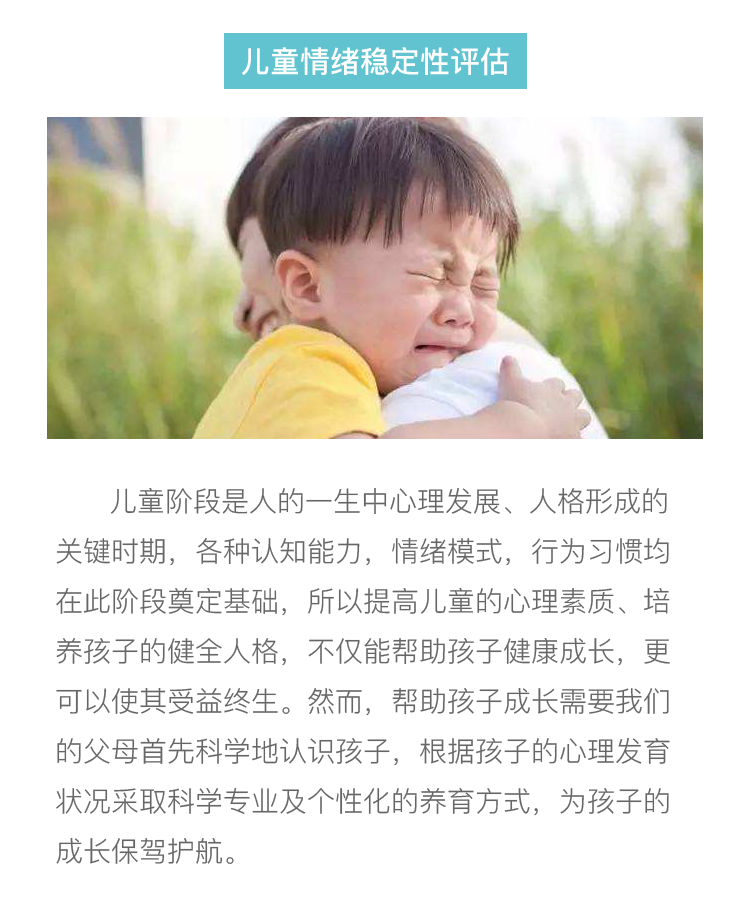 儿童情绪稳定性评估
儿童阶段是人的一生中心理发展、人格形成的
关键时期，各种认知能力，情绪模式，行为习惯均
在此阶段奠定基础，所以提高儿童的心理素质、培
养孩子的健全人格，不仅能帮助孩子健康成长，更
可以使其受益终生。然而，帮助孩子成长需要我们
的父母首先科学地认识孩子，根据孩子的心理发育
状况采取科学专业及个性化的养育方式，为孩子的
成长保驾护航。